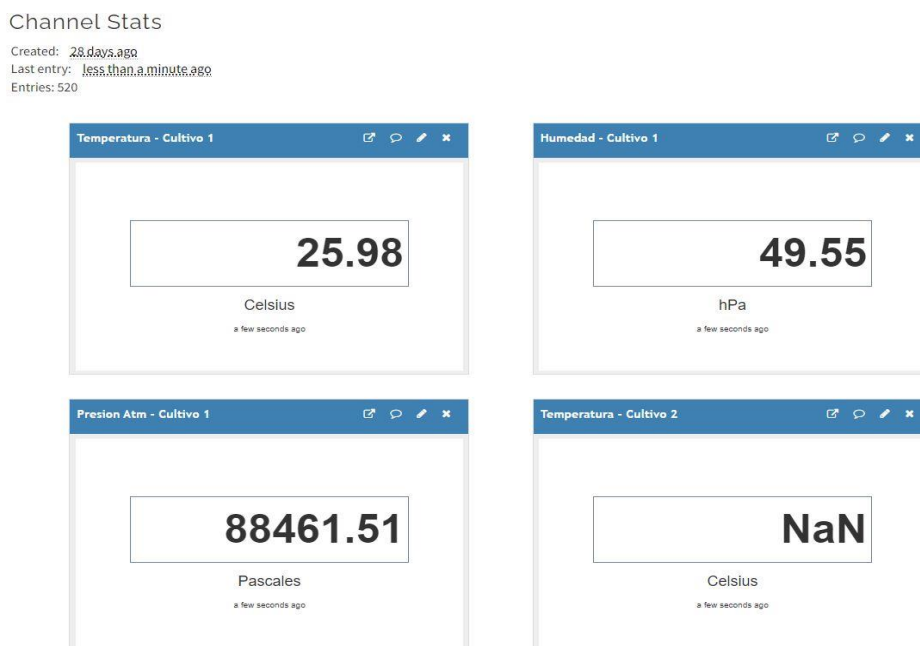 Channel Stats
Created: 28 days ago
Last entry: less than a minute ago
Entries: 520
Temperatura - Cultivo 1
25.98
Celsius
a few seconds ago
Humedad - Cultivo 1
49.55
hPa
a few seconds ago
Presion Atm - Cultivo 1
88461.51
Pascales
a few seconds ago
Temperatura - Cultivo 2
NaN
Celsius
a few seconds ago